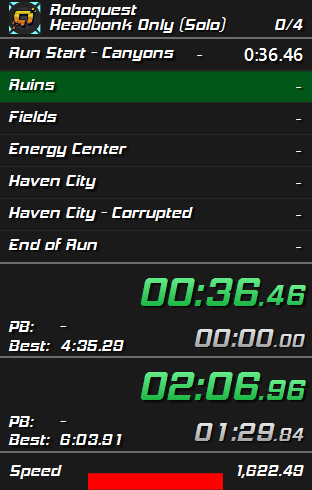 Roboquest
Headbonk Only (Solo) 0/4
Run Start - Canyons - 0:36.46
Ruins -
Fields -
Energy Center -
Haven City -
Haven City - Corrupted -
End of Run -
00:36.46
PB: -
Best: 4:35.29 00:00.00
02:06.96
PB: -
Best: 6:03.91 01:29.84
Speed 1,622.49